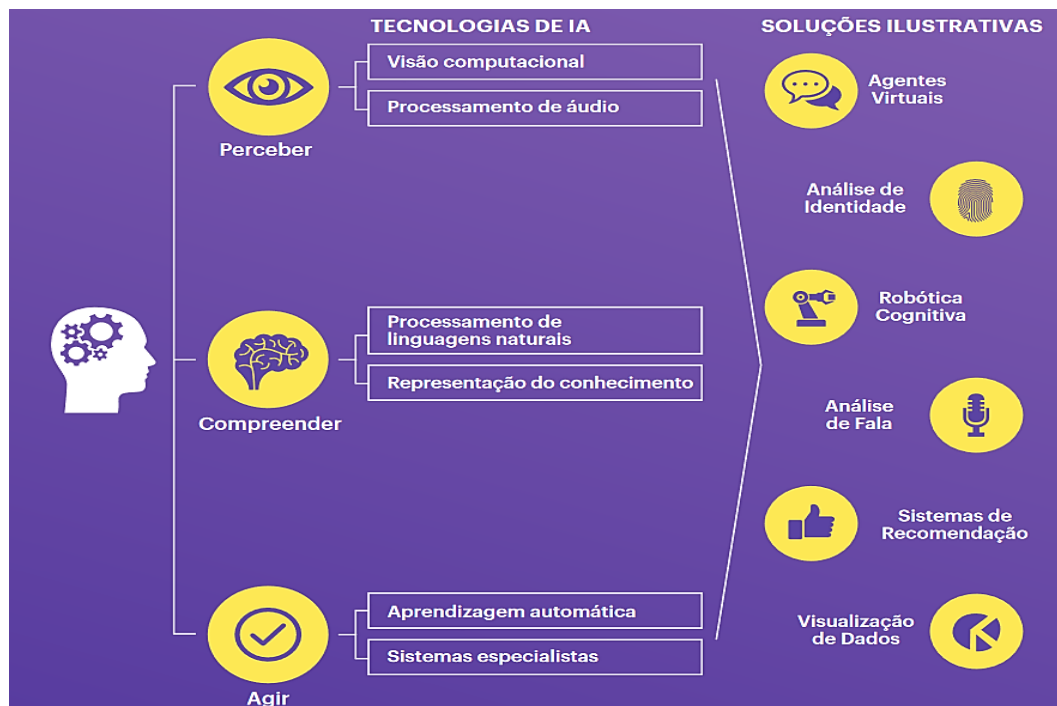 TECNOLOGIAS DE IA
SOLUÇÕES ILUSTRATIVAS
Perceber
Visão computacional
Processamento de áudio
Compreender
Processamento de
linguagens naturais
Representação do conhecimento
Agir
Aprendizagem automática
Sistemas especialistas
Agentes
Virtuais
Análise de
Identidade
Robótica
Cognitiva
Análise
de Fala
Sistemas de
Recomendação
Visualização
de Dados